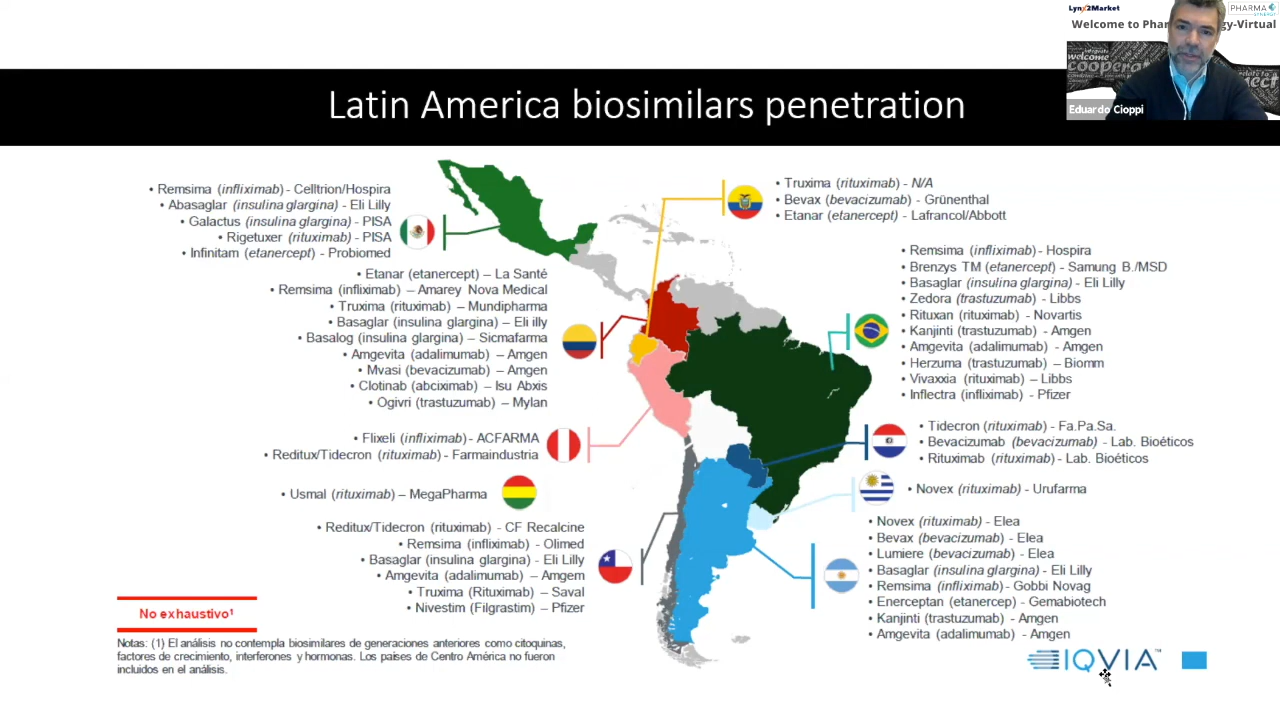 Lynx2Market
PHARMA
SYNERGY
Welcome to Phar gy-Virtual
welcome
Eduardo Cioppi
Latin America biosimilars penetration
• Remsima (infliximab) - Celltrion/Hospira
• Abasaglar (insulina glargina) - Eli Lilly
• Galactus (insulina glargina) - PISA
• Rigetuxer (rituximab) - PISA
• Infinitam (etanercept) - Probiomed
• Etanar (etanercept) – La Santé
• Remsima (infliximab) – Amarey Nova Medical
• Truxima (rituximab) – Mundipharma
• Basaglar (insulina glargina) – Eli illy
• Basalog (insulina glargina) – Sicmafarma
• Amgevita (adalimumab) – Amgen
• Mvasi (bevacizumab) – Amgen
• Clotinab (abciximab) – Isu Abxis
• Ogivri (trastuzumab) – Mylan
• Flixeli (infliximab) - ACFARMA
• Reditux/Tidecron (rituximab) - Farmaindustria
• Usmal (rituximab) – MegaPharma
• Reditux/Tidecron (rituximab) - CF Recalcine
• Remsima (infliximab) – Olimed
• Basaglar (insulina glargina) – Eli Lilly
• Amgevita (adalimumab) – Amgem
• Truxima (Rituximab) – Saval
• Nivestim (Filgrastim) – Pfizer
• Truxima (rituximab) - N/A
• Bevax (bevacizumab) - Grünenthal
• Etanar (etanercept) - Lafrancol/Abbott
• Remsima (infliximab) - Hospira
• Brenzys TM (etanercept) - Samung B./MSD
• Basaglar (insulina glargina) - Eli Lilly
• Zedora (trastuzumab) - Libbs
• Rituxan (rituximab) - Novartis
• Kanjinti (trastuzumab) - Amgen
• Amgevita (adalimumab) - Amgen
• Herzuma (trastuzumab) - Biomm
• Vivaxxia (rituximab) – Libbs
• Inflectra (infliximab) - Pfizer
• Tidecron (rituximab) - Fa.Pa.Sa.
• Bevacizumab (bevacizumab) - Lab. Bioéticos
• Rituximab (rituximab) - Lab. Bioéticos
• Novex (rituximab) - Urufarma
• Novex (rituximab) - Elea
• Bevax (bevacizumab) - Elea
• Lumiere (bevacizumab) – Elea
• Basaglar (insulina glargina) - Eli Lilly
• Remsima (infliximab) - Gobbi Novag
• Enerceptan (etanercep) - Gemabiotech
• Kanjinti (trastuzumab) - Amgen
• Amgevita (adalimumab) - Amgen
No exhaustivo¹
Notas: (1) El análisis no contempla biosimilares de generaciones anteriores como citoquinas,
factores de crecimiento, interferones y hormonas. Los países de Centro América no fueron
incluidos en el análisis.
IQVIA™